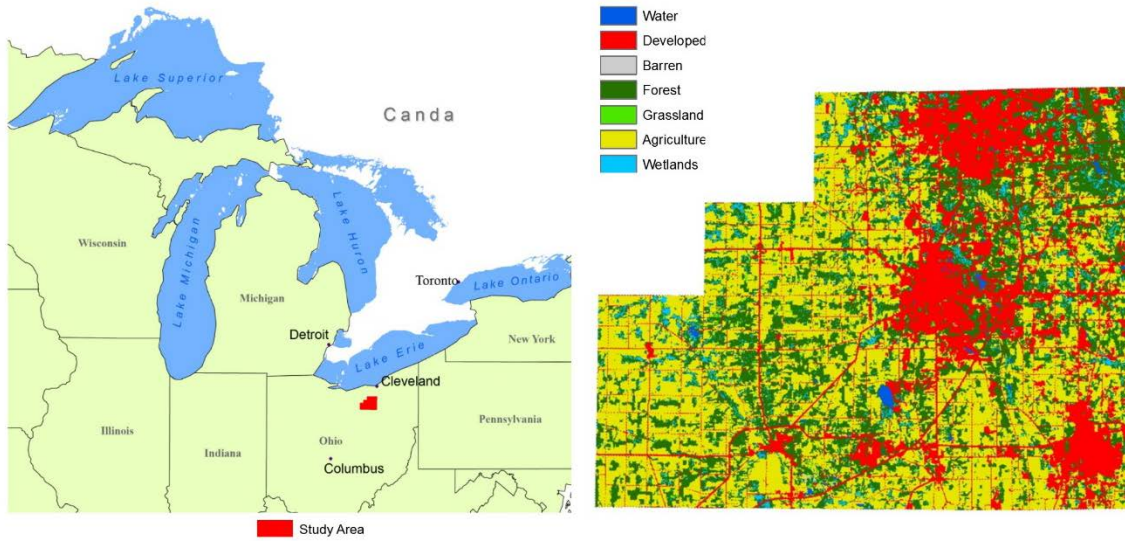 Lake Superior
Canda
Wisconsin
Lake Michigan
Lake Huron
Michigan
Toronto
Lake Ontario
Detroit
New York
Lake Erie
Cleveland
Pennsylvania
Illinois
Indiana
Ohio
Columbus
Study Area
Water
Developed
Barren
Forest
Grassland
Agriculture
Wetlands